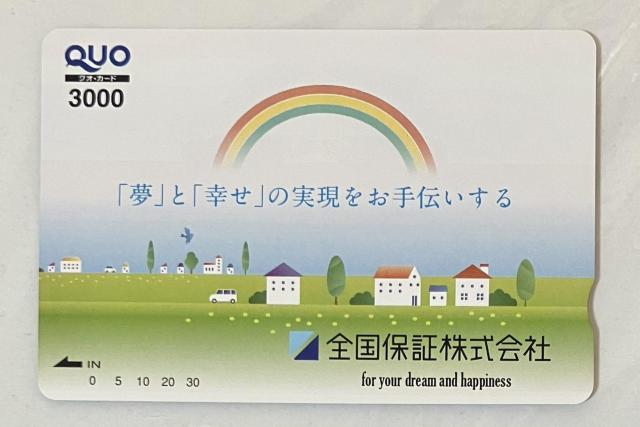 QUO
クオ・カード
3000
「夢」と「幸せ」の実現をお手伝いする
全国保証株式会社
for your dream and happiness
IN
0 5 10 20 30